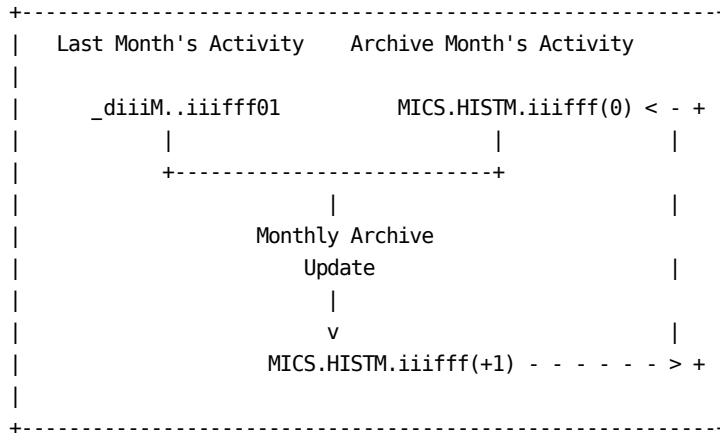 +-----------------------------------------------------------
|   Last Month's Activity    Archive Month's Activity
|
|      _diiiM..iiifff01          MICS.HISTM.iiifff(0) < - +
|            |                           |              |
|            +---------------------------+
|                          |                            |
|                    Monthly Archive
|                        Update                         |
|                          |
|                          v                            |
|                     MICS.HISTM.iiifff(+1) - - - - - - > +
|
+-----------------------------------------------------------